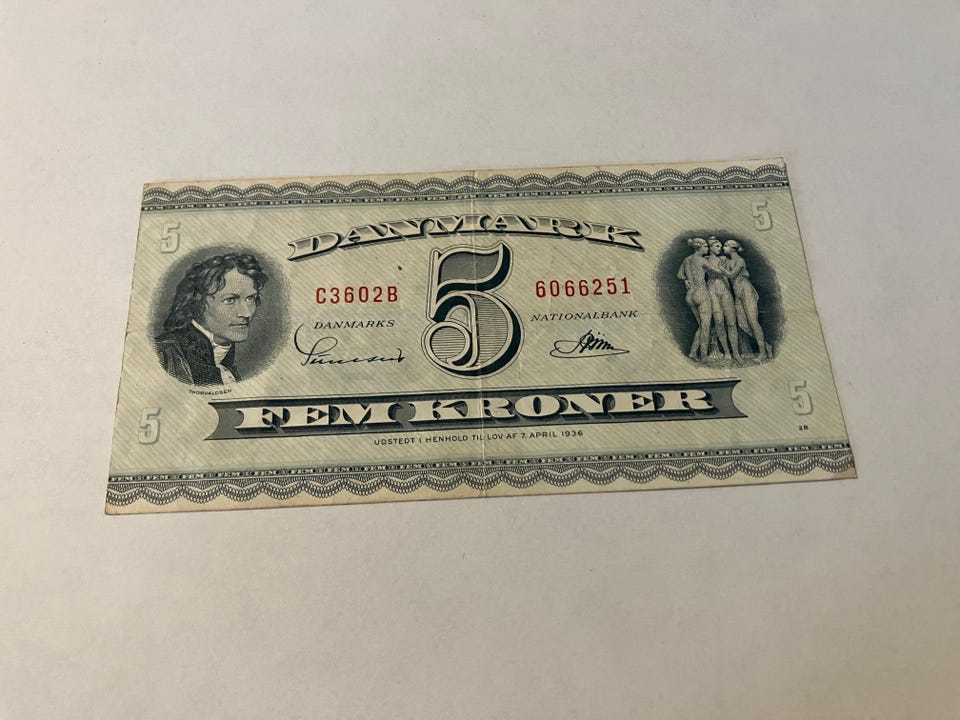 5
DANMARK
5
C3602B
5
6066251
DANMARKS
NATIONALBANK
THORVALDSEN
FEM KRONER
5
UDSTEDT I HENHOLD TIL LOV AF 7. APRIL 1936
5
2B